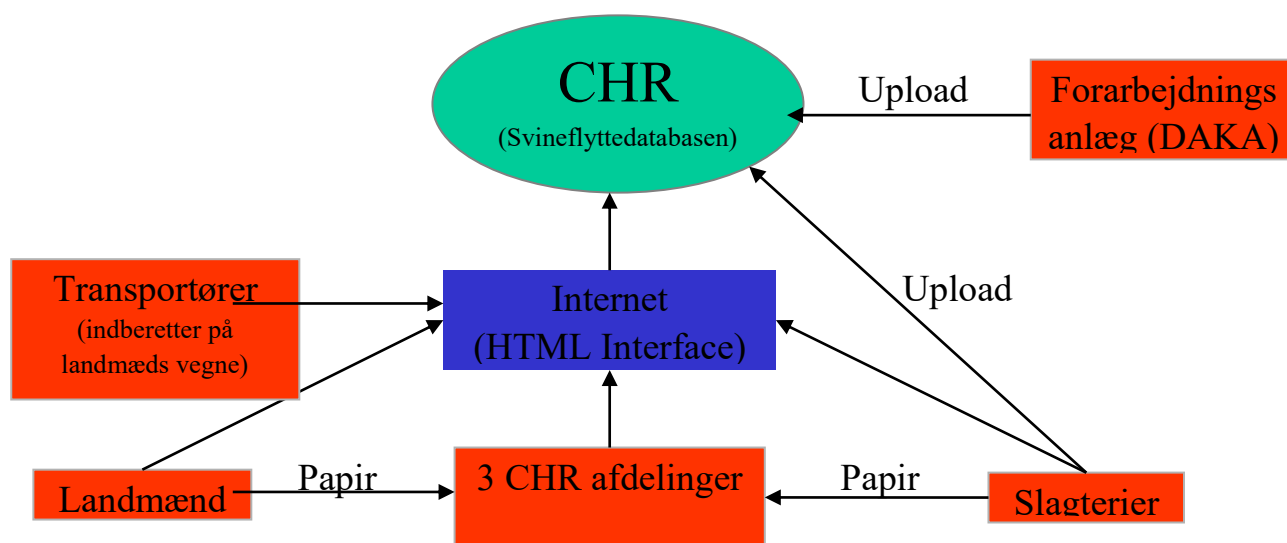 CHR
(Svineflyttedatabasen)
Upload
Forarbejdnings
anlæg (DAKA)
Transportører
(indberetter på
landmæds vegne)
Internet
(HTML Interface)
Upload
Landmænd
Papir
3 CHR afdelinger
Papir
Slagterier